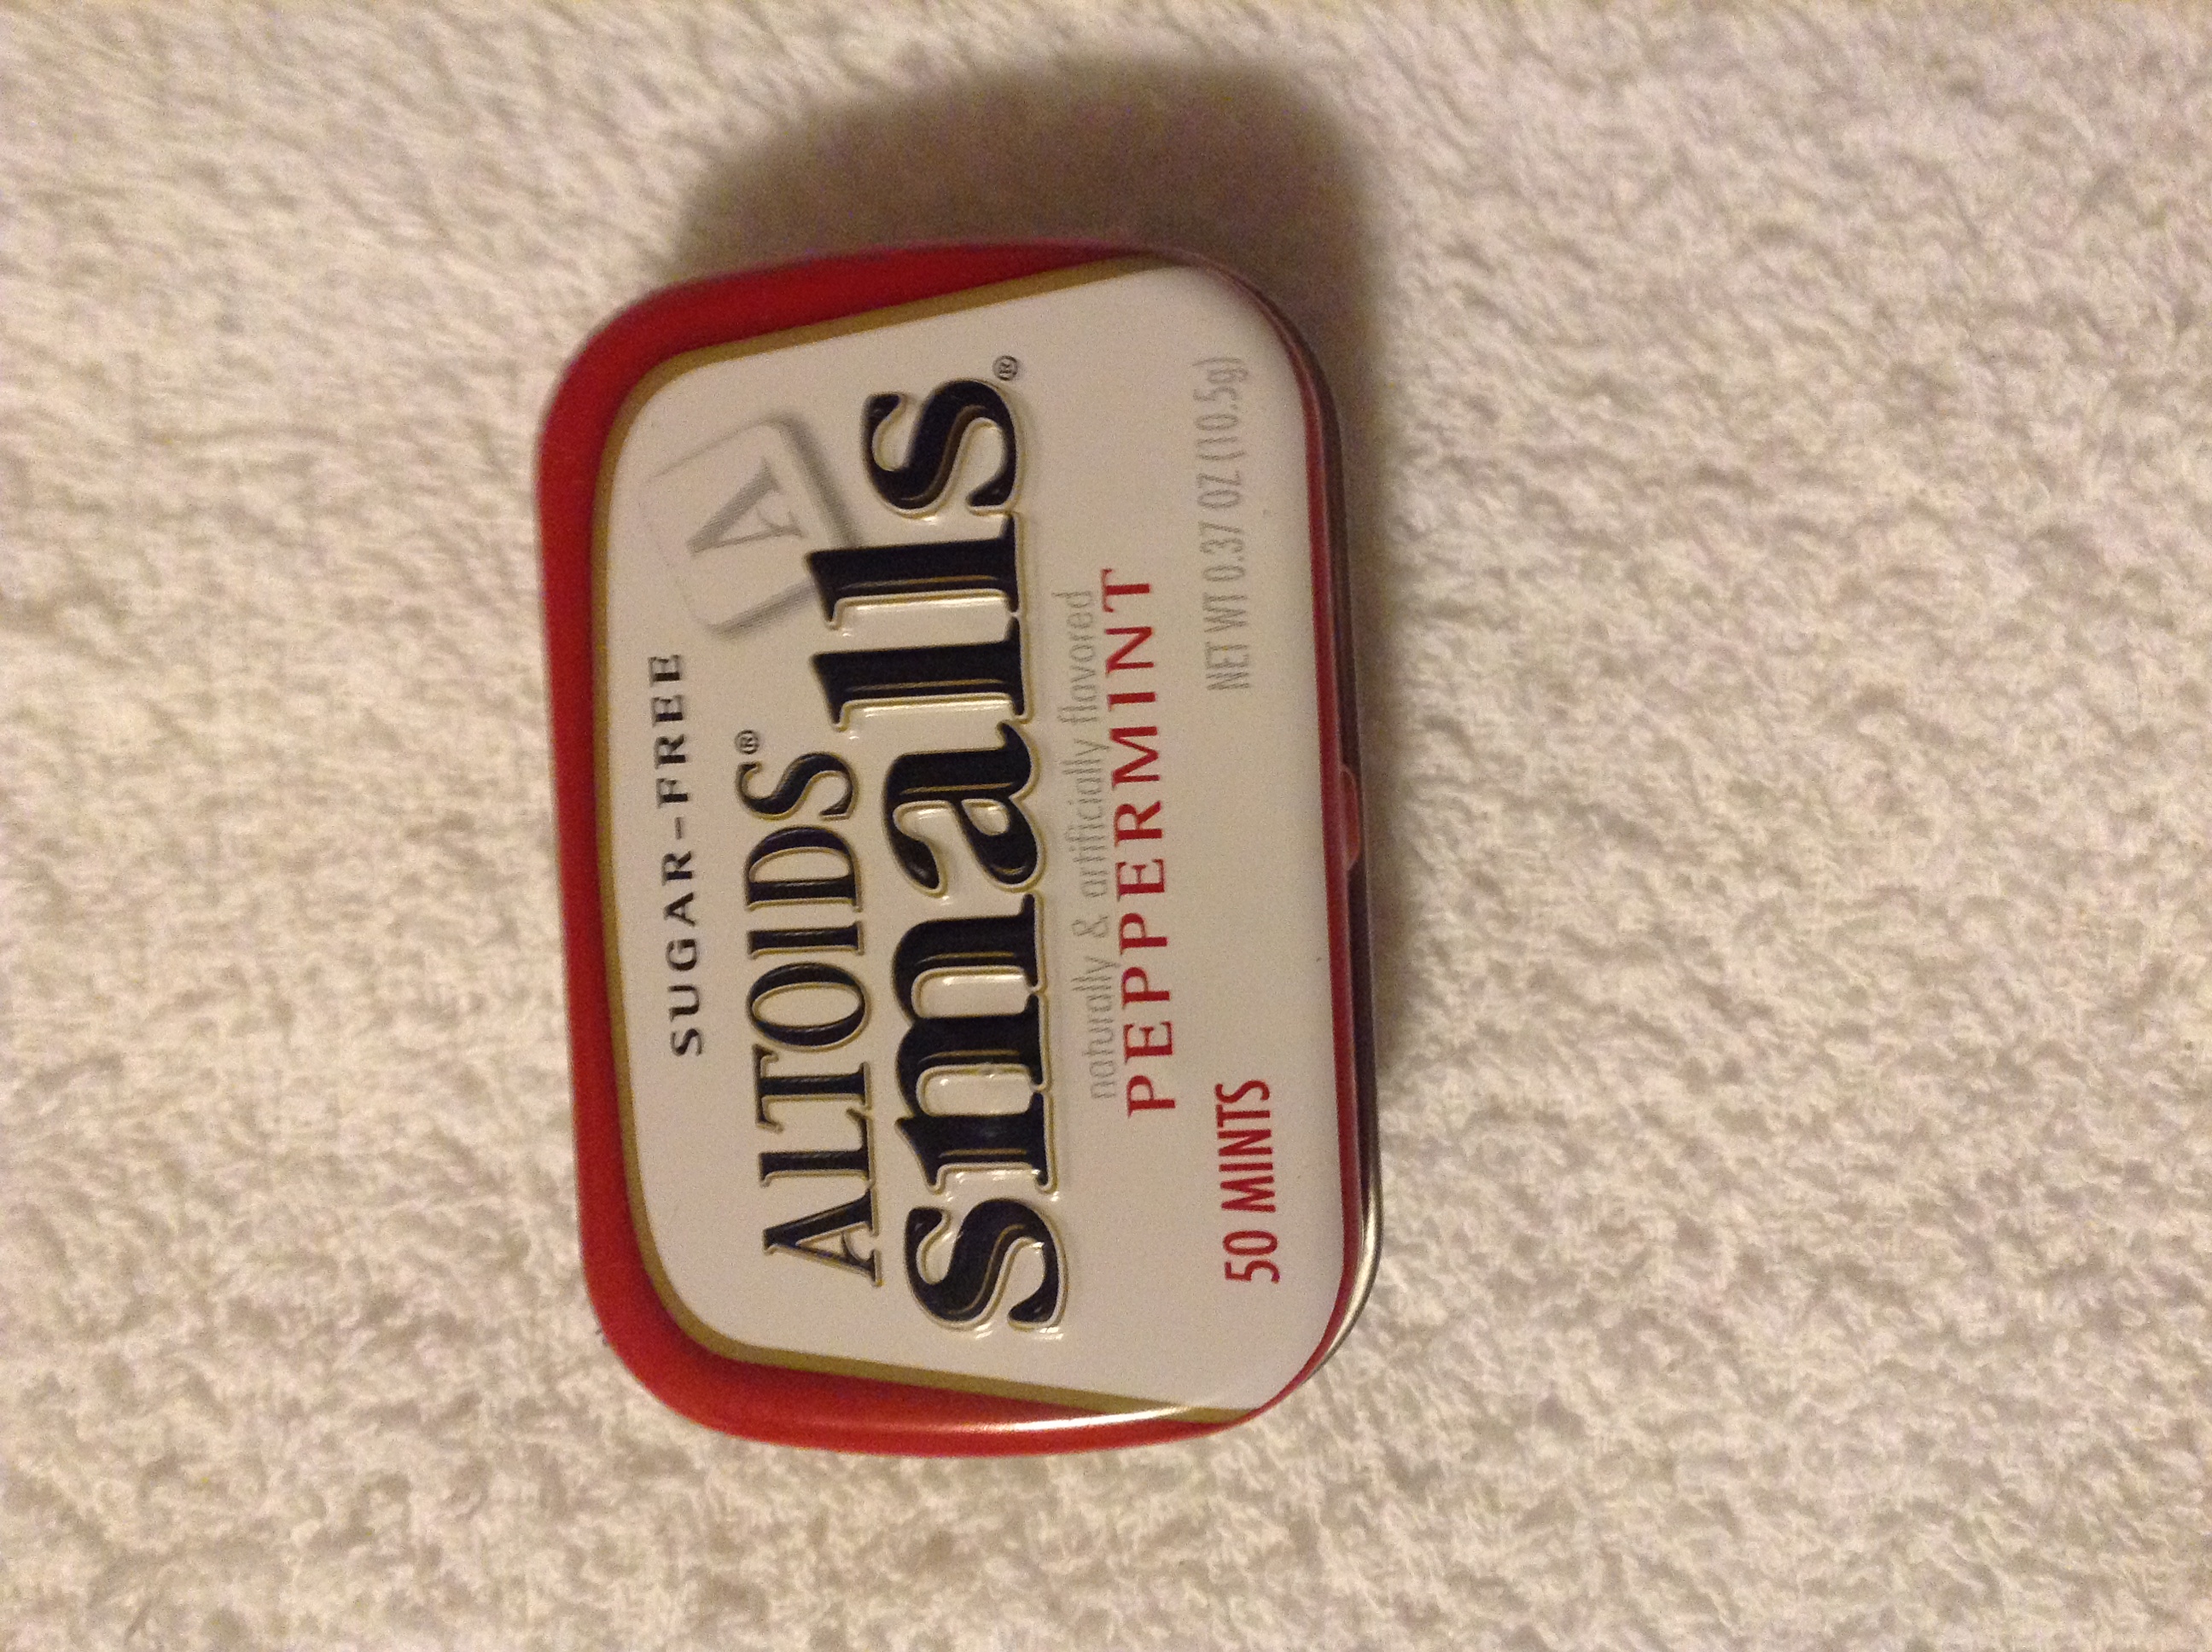 SUGAR-FREE
A
ALTOIDS®
smalls®
naturally & artificially flavored
PEPPERMINT
50 MINTS NET WT 0.37 OZ (10.5g)